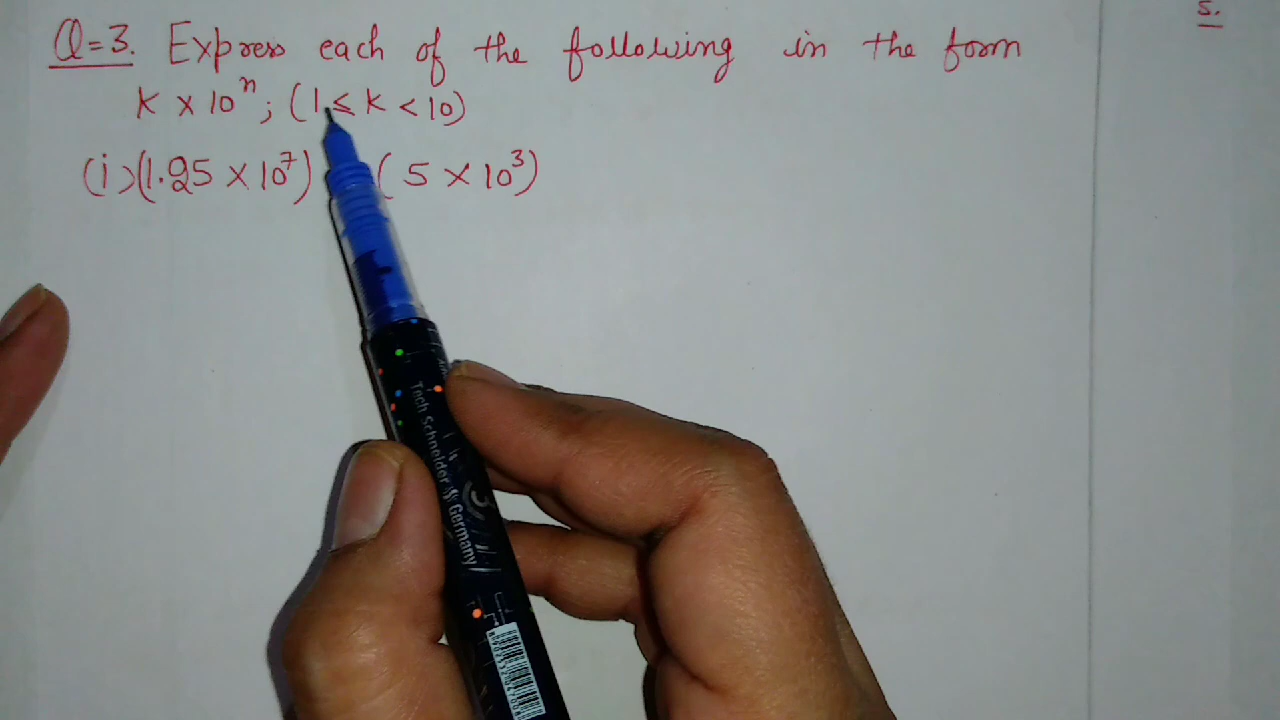 5.
Q=3. Express each of the following in the form
K × 10ⁿ; (1 ≤ K < 10)
(i) (1.25 × 10⁷) ( 5 × 10³)
Tech Schneider Germany